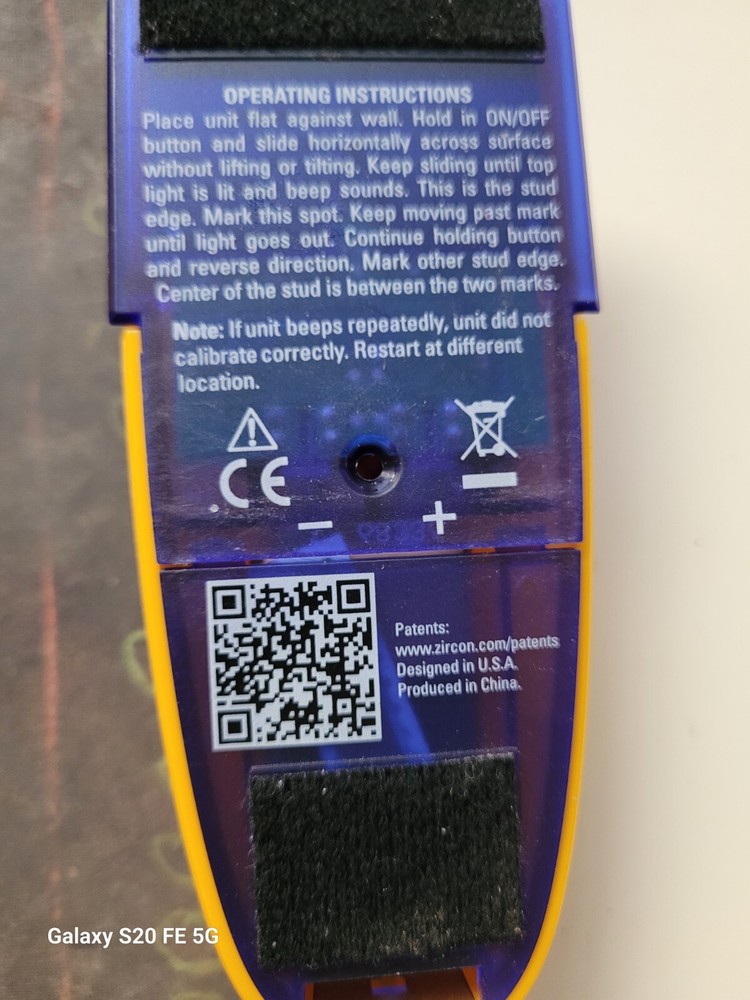 OPERATING INSTRUCTIONS
Place unit flat against wall. Hold in ON/OFF
button and slide horizontally across surface
without lifting or tilting. Keep sliding until top
light is lit and beep sounds. This is the stud
edge. Mark this spot. Keep moving past mark
until light goes out. Continue holding button
and reverse direction. Mark other stud edge.
Center of the stud is between the two marks.
Note: If unit beeps repeatedly, unit did not
calibrate correctly. Restart at different
location.
CE
− +
Patents:
www.zircon.com/patents
Designed in U.S.A.
Produced in China.
Galaxy S20 FE 5G